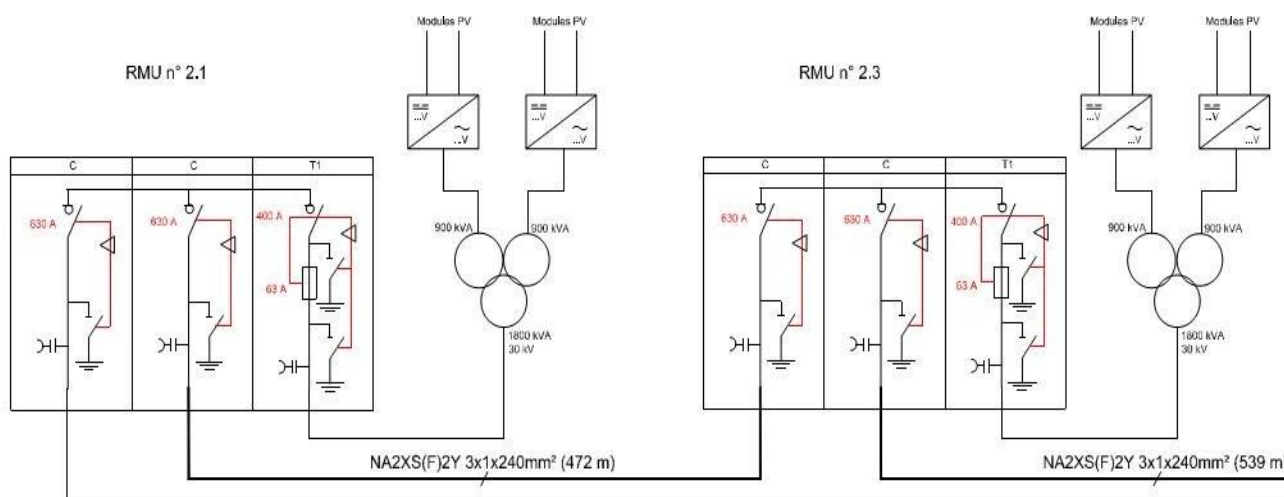 Modules PV
Modules PV
RMU n° 2.1
...V
...V
...V
...V
C
C
T1
630 A
630 A
400 A
63 A
900 kVA
900 kVA
1800 kVA
30 kV
NA2XS(F)2Y 3x1x240mm² (472 m)
Modules PV
Modules PV
RMU n° 2.3
...V
...V
...V
...V
C
C
T1
630 A
630 A
400 A
63 A
900 kVA
900 kVA
1800 kVA
30 kV
NA2XS(F)2Y 3x1x240mm² (539 m